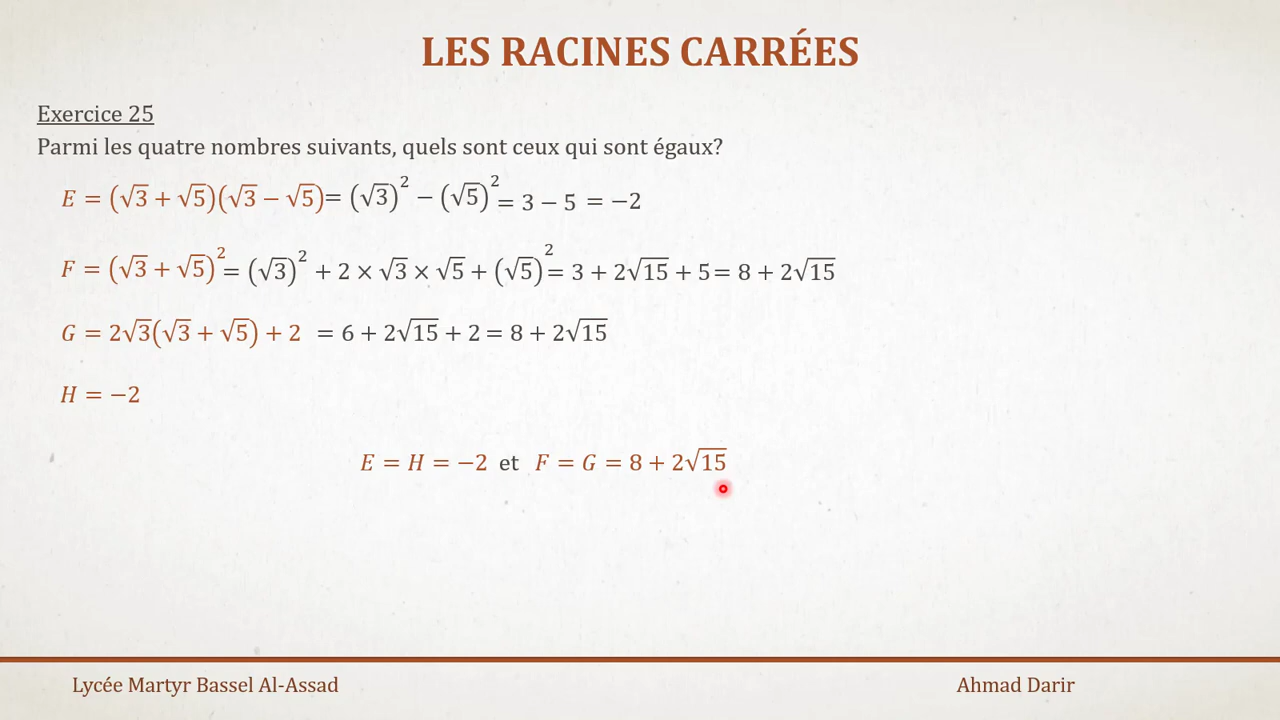 LES RACINES CARRÉES
Exercice 25
Parmi les quatre nombres suivants, quels sont ceux qui sont égaux?
E = (√3 + √5)(√3 − √5) = (√3)² − (√5)² = 3 − 5 = −2
F = (√3 + √5)² = (√3)² + 2 × √3 × √5 + (√5)² = 3 + 2√15 + 5 = 8 + 2√15
G = 2√3(√3 + √5) + 2 = 6 + 2√15 + 2 = 8 + 2√15
H = −2
E = H = −2 et F = G = 8 + 2√15
Lycée Martyr Bassel Al-Assad
Ahmad Darir